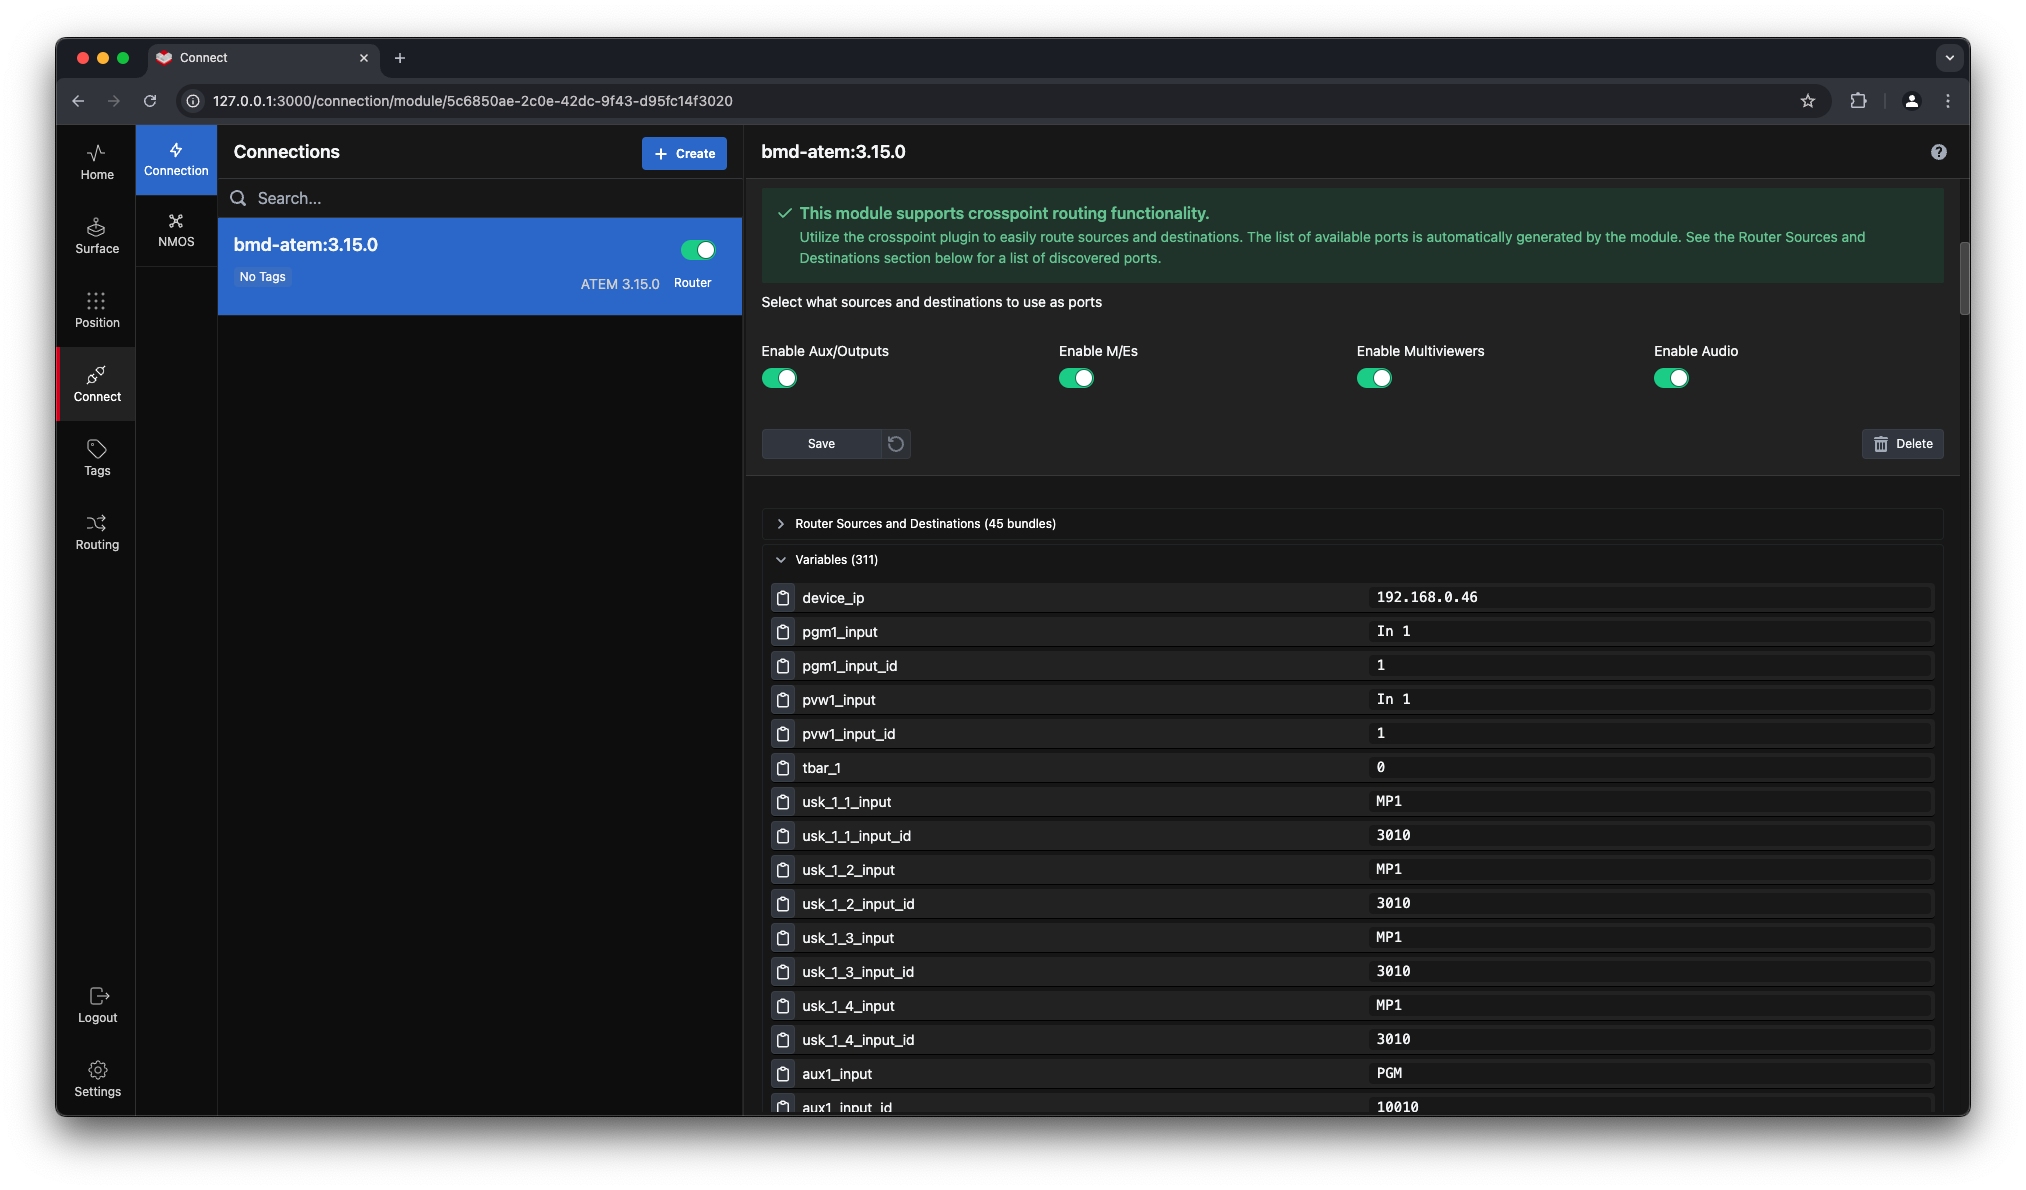 Connect
127.0.0.1:3000/connection/module/5c6850ae-2c0e-42dc-9f43-d95fc14f3020
Home
Surface
Position
Connect
Tags
Routing
Logout
Settings
Connection
NMOS
Connections
Create
Search...
bmd-atem:3.15.0
No Tags
ATEM 3.15.0
Router
bmd-atem:3.15.0
This module supports crosspoint routing functionality.
Utilize the crosspoint plugin to easily route sources and destinations. The list of available ports is automatically generated by the module. See the Router Sources and
Destinations section below for a list of discovered ports.
Select what sources and destinations to use as ports
Enable Aux/Outputs
Enable M/Es
Enable Multiviewers
Enable Audio
Save
Delete
Router Sources and Destinations (45 bundles)
Variables (311)
device_ip 192.168.0.46
pgm1_input In 1
pgm1_input_id 1
pvw1_input In 1
pvw1_input_id 1
tbar_1 0
usk_1_1_input MP1
usk_1_1_input_id 3010
usk_1_2_input MP1
usk_1_2_input_id 3010
usk_1_3_input MP1
usk_1_3_input_id 3010
usk_1_4_input MP1
usk_1_4_input_id 3010
aux1_input PGM
aux1_input_id 10010